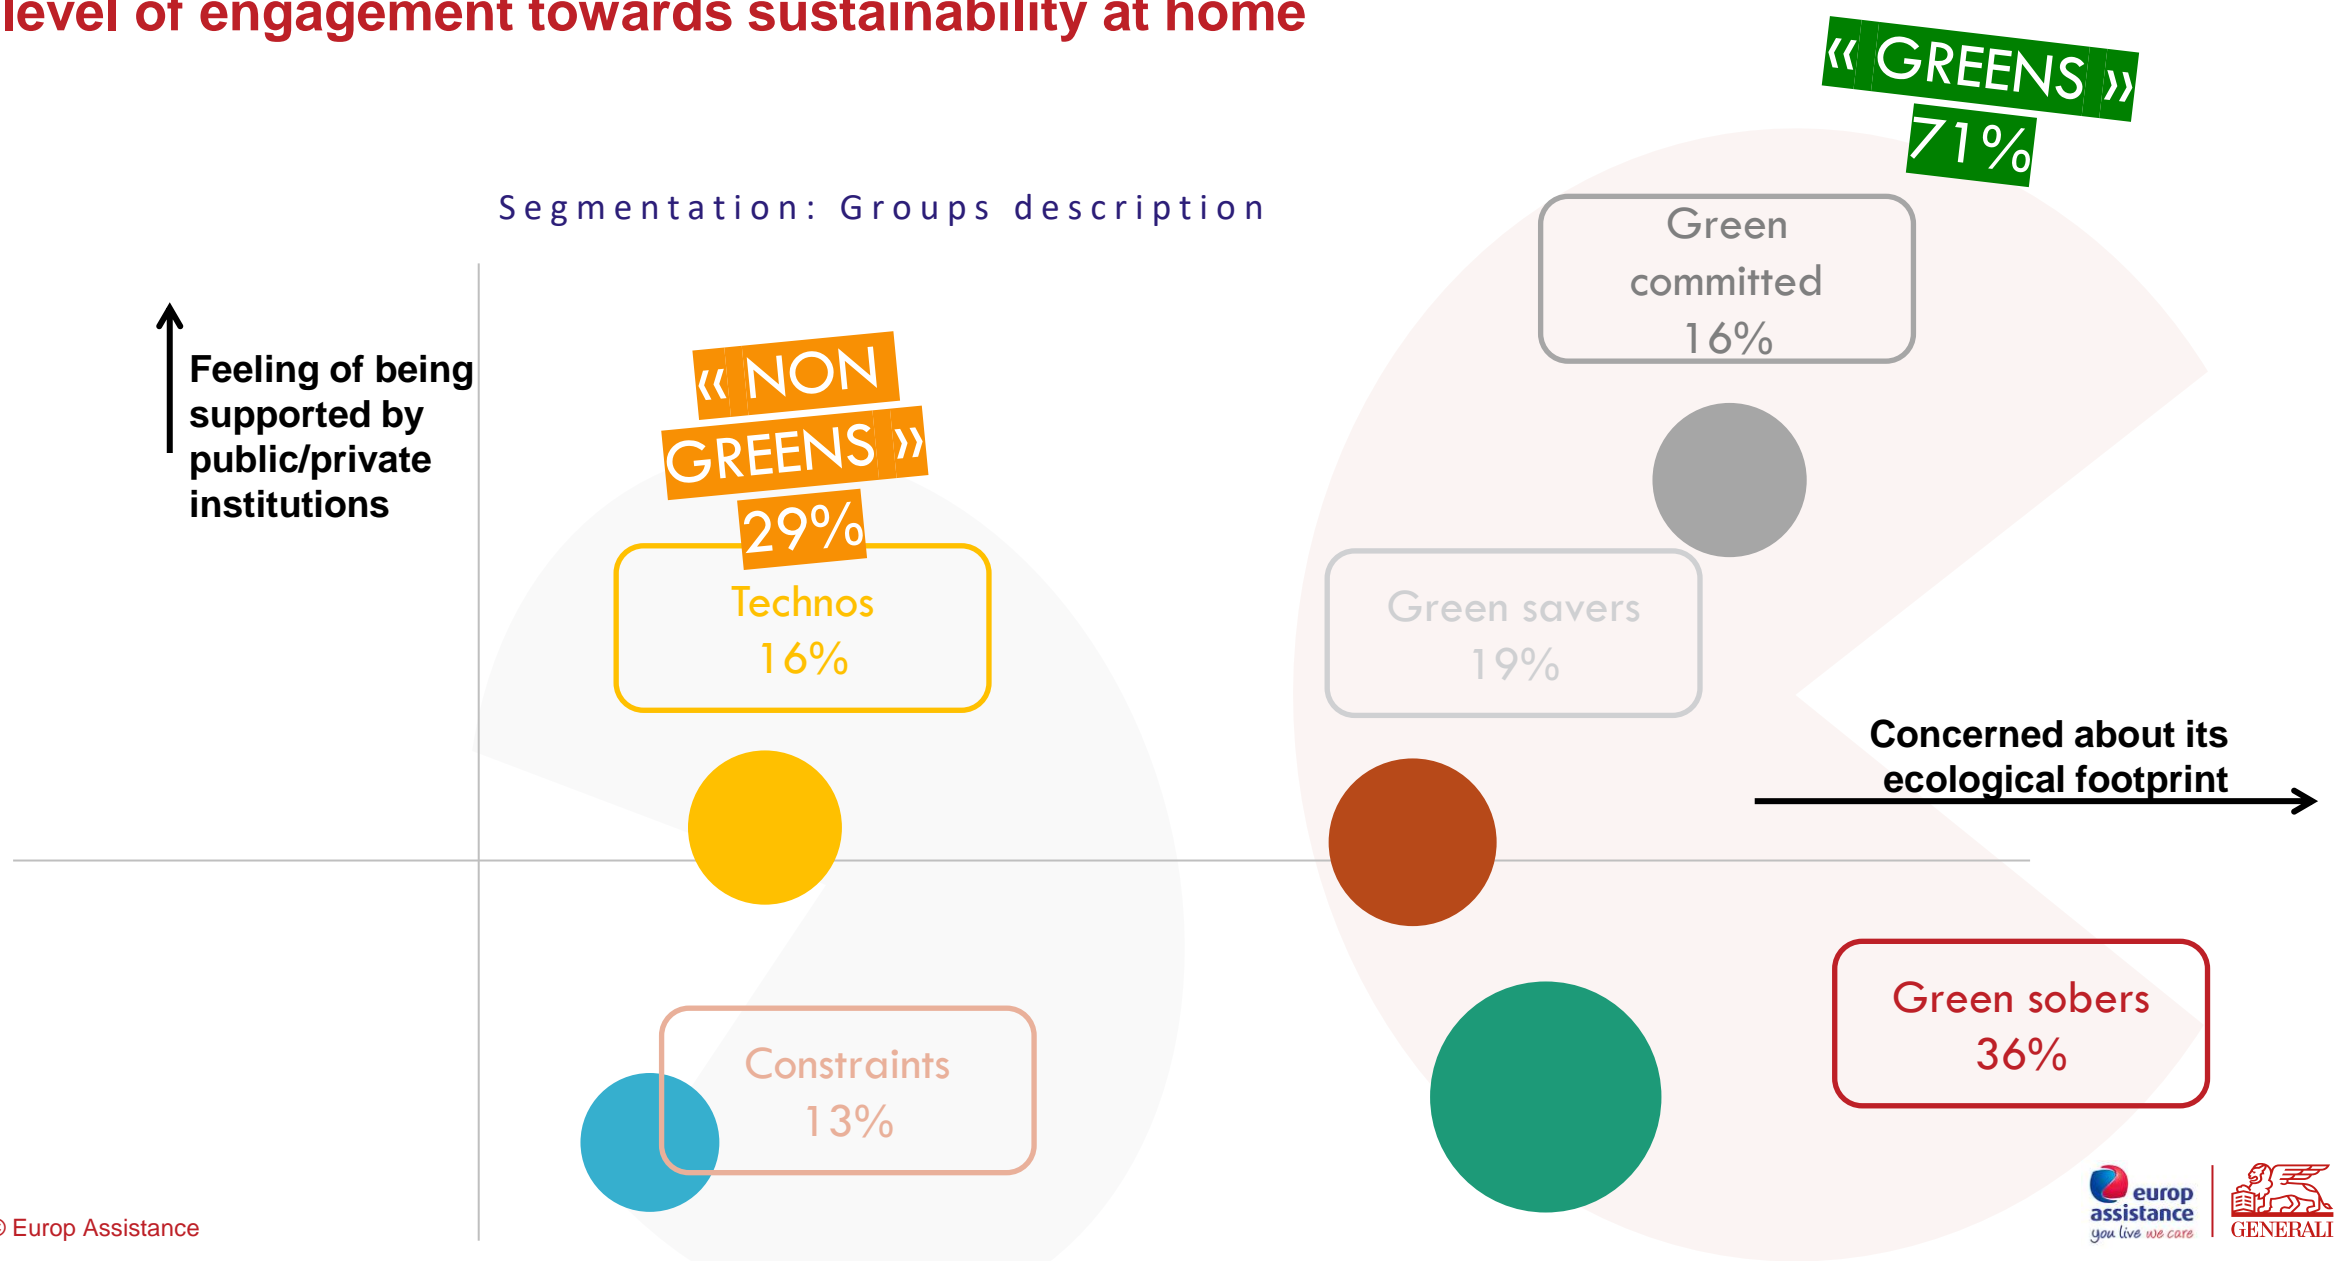 level of engagement towards sustainability at home
« GREENS »
71%
Segmentation: Groups description
Green
committed
16%
Feeling of being
supported by
public/private
institutions
« NON
GREENS »
29%
Technos
16%
Green savers
19%
Concerned about its
ecological footprint
Green sobers
36%
Constraints
13%
© Europ Assistance
europ
assistance
you live we care
GENERALI